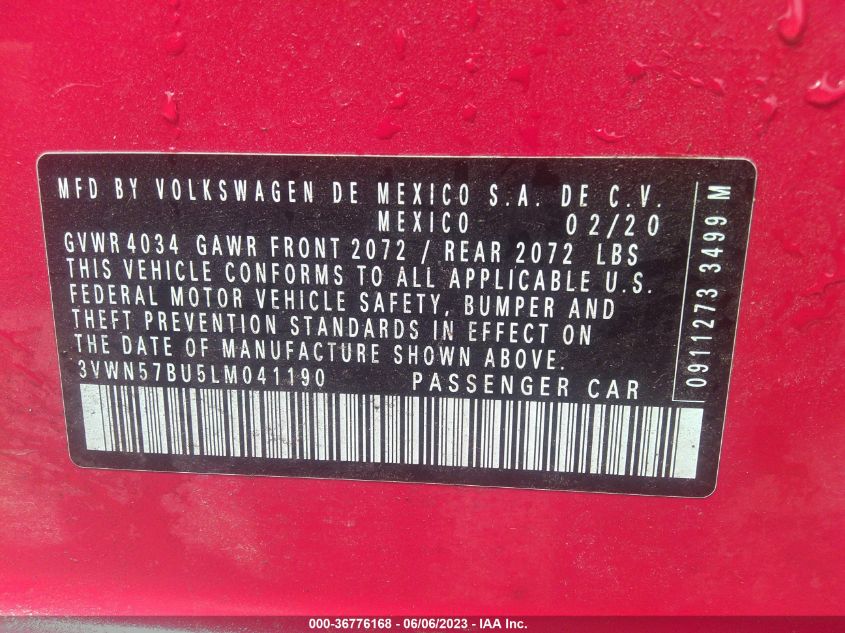 MFD BY VOLKSWAGEN DE MEXICO S.A. DE C.V.
MEXICO 02/20
GVWR 4034 GAWR FRONT 2072 / REAR 2072 LBS
THIS VEHICLE CONFORMS TO ALL APPLICABLE U.S.
FEDERAL MOTOR VEHICLE SAFETY, BUMPER AND
THEFT PREVENTION STANDARDS IN EFFECT ON
THE DATE OF MANUFACTURE SHOWN ABOVE.
3VWN57BU5LM041190 PASSENGER CAR
0911273 3499 M
000-36776168 - 06/06/2023 - IAA Inc.